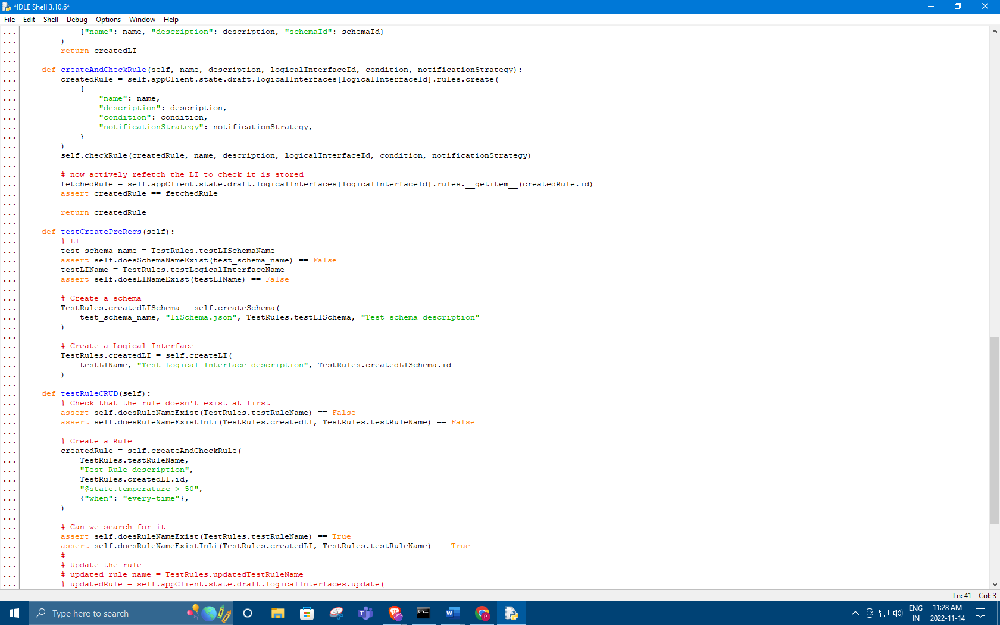 *IDLE Shell 3.10.6*
File Edit Shell Debug Options Window Help
... {"name": name, "description": description, "schemaId": schemaId}
... )
... return createdLI
...
... def createAndCheckRule(self, name, description, logicalInterfaceId, condition, notificationStrategy):
... createdRule = self.appClient.state.draft.logicalInterfaces[logicalInterfaceId].rules.create(
... {
... "name": name,
... "description": description,
... "condition": condition,
... "notificationStrategy": notificationStrategy,
... }
... )
... self.checkRule(createdRule, name, description, logicalInterfaceId, condition, notificationStrategy)
...
... # now actively refetch the LI to check it is stored
... fetchedRule = self.appClient.state.draft.logicalInterfaces[logicalInterfaceId].rules.__getitem__(createdRule.id)
... assert createdRule == fetchedRule
...
... return createdRule
...
... def testCreatePreReqs(self):
... # LI
... test_schema_name = TestRules.testLISchemaName
... assert self.doesSchemaNameExist(test_schema_name) == False
... testLIName = TestRules.testLogicalInterfaceName
... assert self.doesLINameExist(testLIName) == False
...
... # Create a schema
... TestRules.createdLISchema = self.createSchema(
... test_schema_name, "liSchema.json", TestRules.testLISchema, "Test schema description"
... )
...
... # Create a Logical Interface
... TestRules.createdLI = self.createLI(
... testLIName, "Test Logical Interface description", TestRules.createdLISchema.id
... )
...
... def testRuleCRUD(self):
... # Check that the rule doesn't exist at first
... assert self.doesRuleNameExist(TestRules.testRuleName) == False
... assert self.doesRuleNameExistInLi(TestRules.createdLI, TestRules.testRuleName) == False
...
... # Create a Rule
... createdRule = self.createAndCheckRule(
... TestRules.testRuleName,
... "Test Rule description",
... TestRules.createdLI.id,
... "$state.temperature > 50",
... {"when": "every-time"},
... )
...
... # Can we search for it
... assert self.doesRuleNameExist(TestRules.testRuleName) == True
... assert self.doesRuleNameExistInLi(TestRules.createdLI, TestRules.testRuleName) == True
... #
... # Update the rule
... # updated_rule_name = TestRules.updatedTestRuleName
... # updatedRule = self.appClient.state.draft.logicalInterfaces.update(
Ln: 41 Col: 3
Type here to search
ENG
IN
11:28 AM
2022-11-14